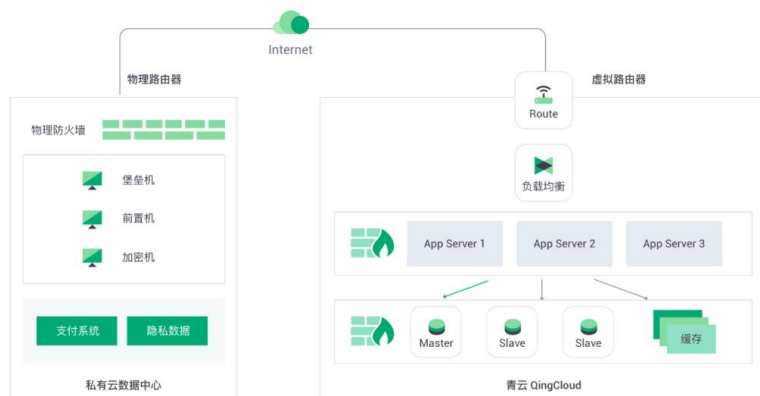 Internet
物理路由器
虚拟路由器
Route
物理防火墙
堡垒机
前置机
加密机
支付系统
隐私数据
私有云数据中心
负载均衡
App Server 1
App Server 2
App Server 3
Master
Slave
Slave
缓存
青云 QingCloud